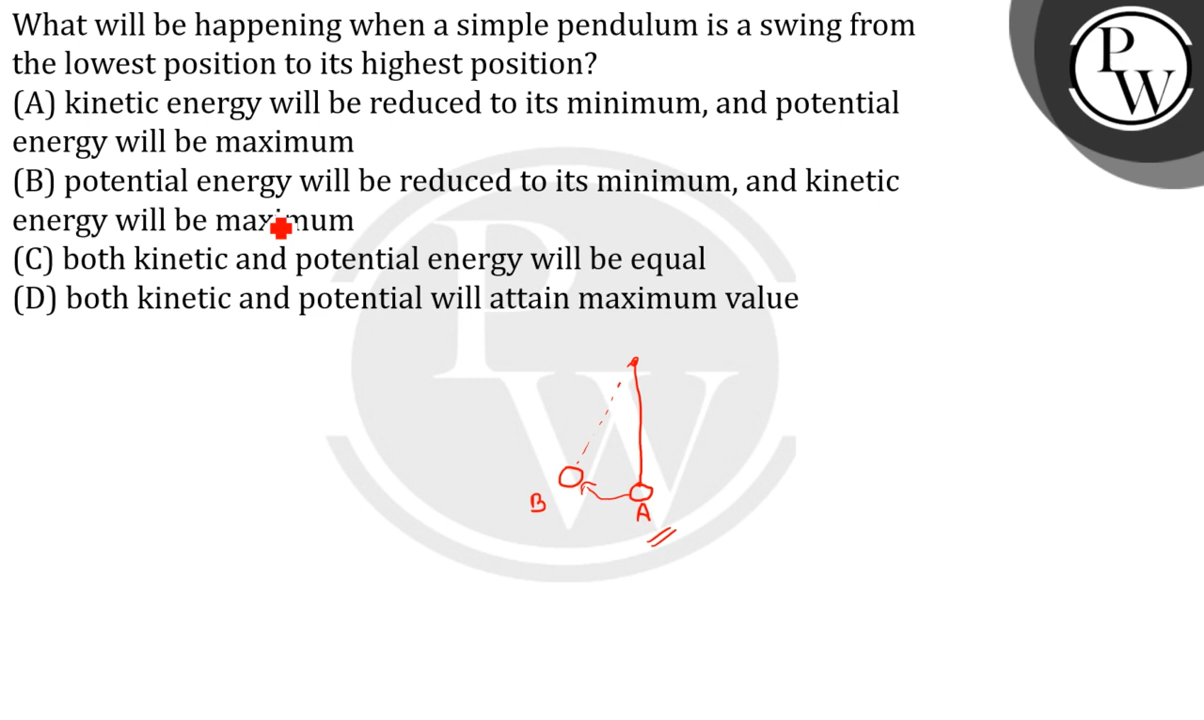 What will be happening when a simple pendulum is a swing from
the lowest position to its highest position?
(A) kinetic energy will be reduced to its minimum, and potential
energy will be maximum
(B) potential energy will be reduced to its minimum, and kinetic
energy will be maximum
(C) both kinetic and potential energy will be equal
(D) both kinetic and potential will attain maximum value
B
A
P
W
P
W